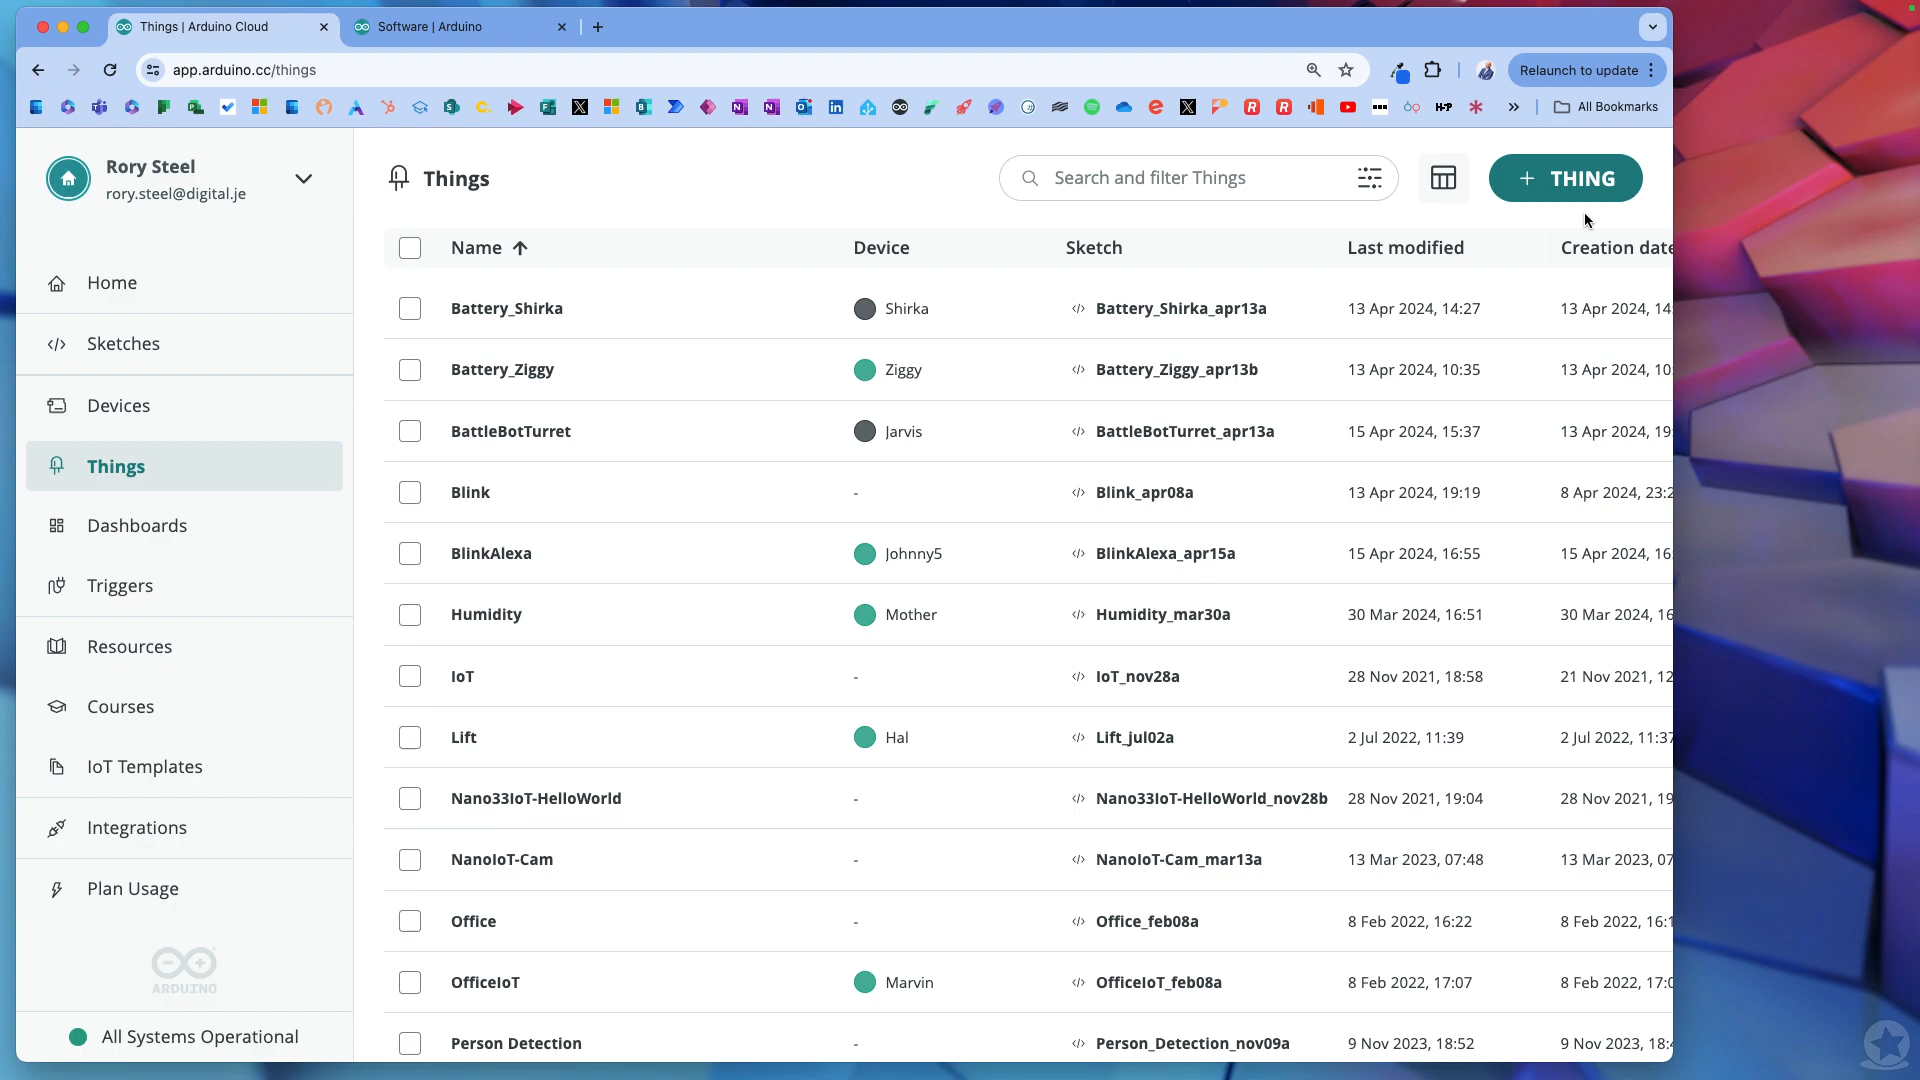 Things | Arduino Cloud
Software | Arduino
app.arduino.cc/things
Relaunch to update
All Bookmarks
Rory Steel
rory.steel@digital.je
Home
Sketches
Devices
Things
Dashboards
Triggers
Resources
Courses
IoT Templates
Integrations
Plan Usage
ARDUINO
All Systems Operational
Things
Search and filter Things
+ THING
Name Device Sketch Last modified Creation date
Battery_Shirka Shirka </> Battery_Shirka_apr13a 13 Apr 2024, 14:27 13 Apr 2024, 14:
Battery_Ziggy Ziggy </> Battery_Ziggy_apr13b 13 Apr 2024, 10:35 13 Apr 2024, 10:
BattleBotTurret Jarvis </> BattleBotTurret_apr13a 15 Apr 2024, 15:37 13 Apr 2024, 19:
Blink - </> Blink_apr08a 13 Apr 2024, 19:19 8 Apr 2024, 23:2
BlinkAlexa Johnny5 </> BlinkAlexa_apr15a 15 Apr 2024, 16:55 15 Apr 2024, 16:
Humidity Mother </> Humidity_mar30a 30 Mar 2024, 16:51 30 Mar 2024, 16
IoT - </> IoT_nov28a 28 Nov 2021, 18:58 21 Nov 2021, 12
Lift Hal </> Lift_jul02a 2 Jul 2022, 11:39 2 Jul 2022, 11:37
Nano33IoT-HelloWorld - </> Nano33IoT-HelloWorld_nov28b 28 Nov 2021, 19:04 28 Nov 2021, 19
NanoIoT-Cam - </> NanoIoT-Cam_mar13a 13 Mar 2023, 07:48 13 Mar 2023, 07
Office - </> Office_feb08a 8 Feb 2022, 16:22 8 Feb 2022, 16:1
OfficeIoT Marvin </> OfficeIoT_feb08a 8 Feb 2022, 17:07 8 Feb 2022, 17:0
Person Detection - </> Person_Detection_nov09a 9 Nov 2023, 18:52 9 Nov 2023, 18:4